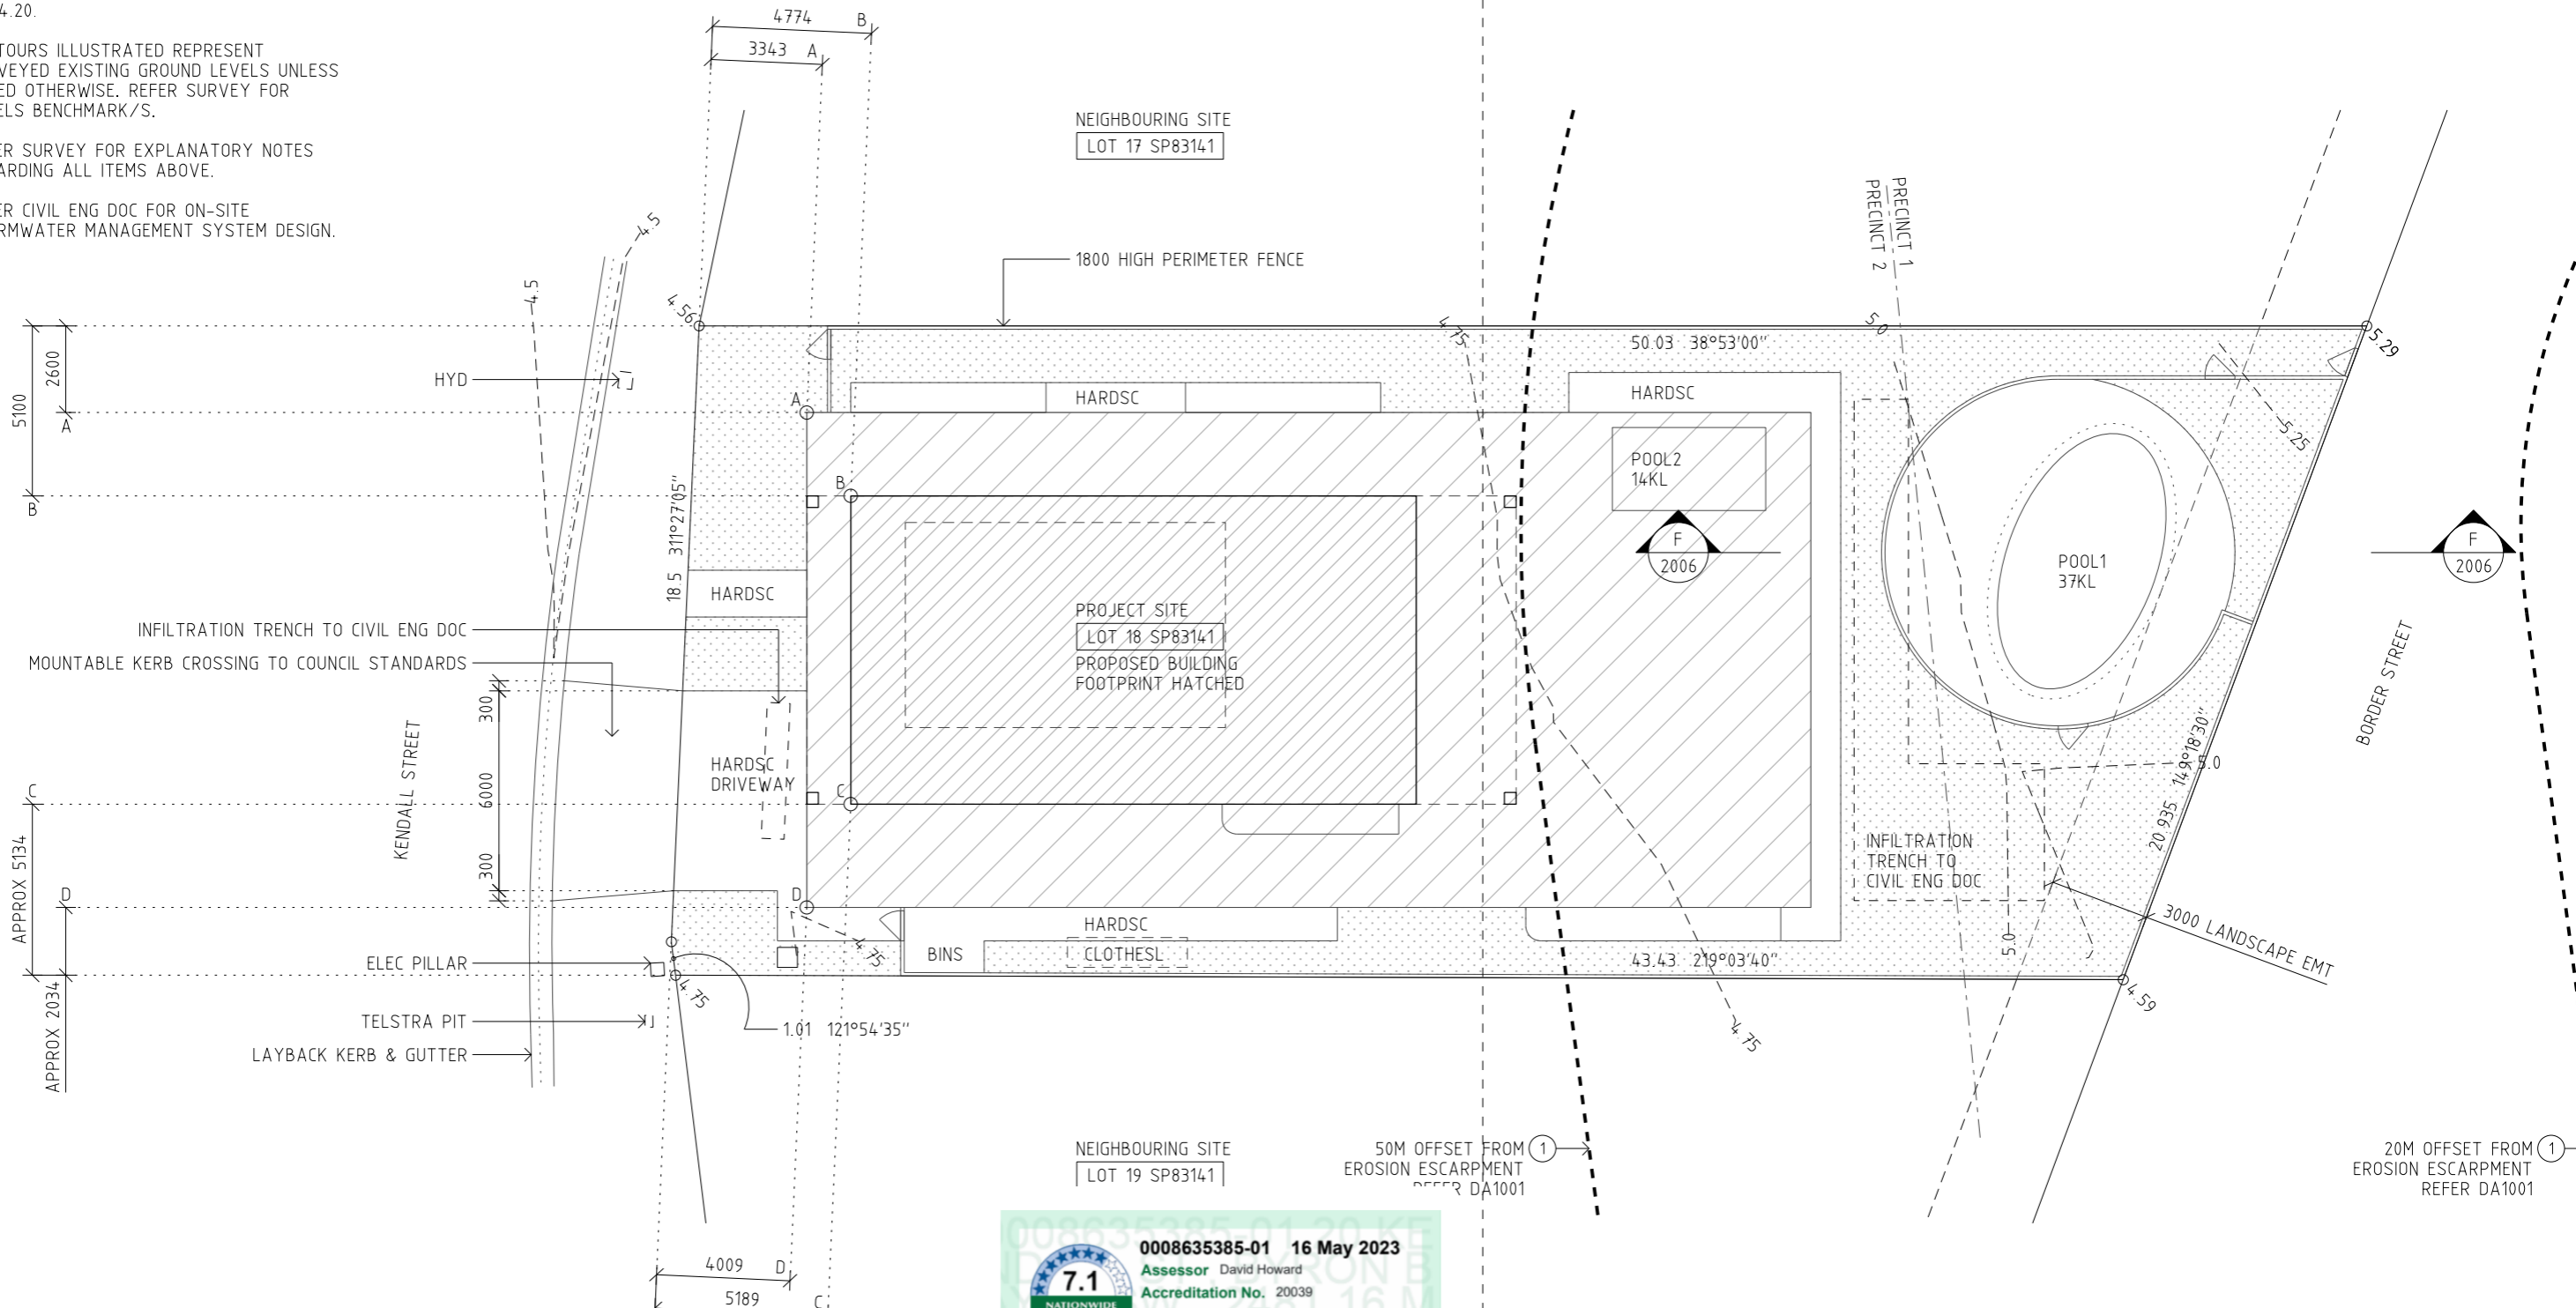 4.20.
TOURS ILLUSTRATED REPRESENT
VEYED EXISTING GROUND LEVELS UNLESS
ED OTHERWISE. REFER SURVEY FOR
ELS BENCHMARK/S.
ER SURVEY FOR EXPLANATORY NOTES
ARDING ALL ITEMS ABOVE.
ER CIVIL ENG DOC FOR ON-SITE
RMWATER MANAGEMENT SYSTEM DESIGN.
4774 B
3343 A
NEIGHBOURING SITE
LOT 17 SP83141
1800 HIGH PERIMETER FENCE
PRECINCT 1
PRECINCT 2
4.5
4.5
4.56
4.75
5.0
5.29
50.03 38°53'00"
2600
5100
A
B
HYD
A
HARDSC
HARDSC
5.25
B
POOL2
14KL
F
2006
F
2006
POOL1
37KL
18.5 311°27'05"
HARDSC
PROJECT SITE
LOT 18 SP83141
PROPOSED BUILDING
FOOTPRINT HATCHED
INFILTRATION TRENCH TO CIVIL ENG DOC
MOUNTABLE KERB CROSSING TO COUNCIL STANDARDS
BORDER STREET
300
6000
300
KENDALL STREET
HARDSC
DRIVEWAY
C
C
5.0
20.935 149°18'30"
INFILTRATION
TRENCH TO
CIVIL ENG DOC
APPROX 5134
D
D
3000 LANDSCAPE EMT
HARDSC
BINS
CLOTHESL
4.75
5.0
43.43 219°03'40"
ELEC PILLAR
4.75
4.59
APPROX 2034
TELSTRA PIT
1.01 121°54'35"
4.75
LAYBACK KERB & GUTTER
NEIGHBOURING SITE
LOT 19 SP83141
50M OFFSET FROM 1
EROSION ESCARPMENT
REFER DA1001
20M OFFSET FROM 1
EROSION ESCARPMENT
REFER DA1001
4009 D
5189 C
0008635385-01 16 May 2023
Assessor David Howard
Accreditation No. 20039
7.1
NATIONWIDE